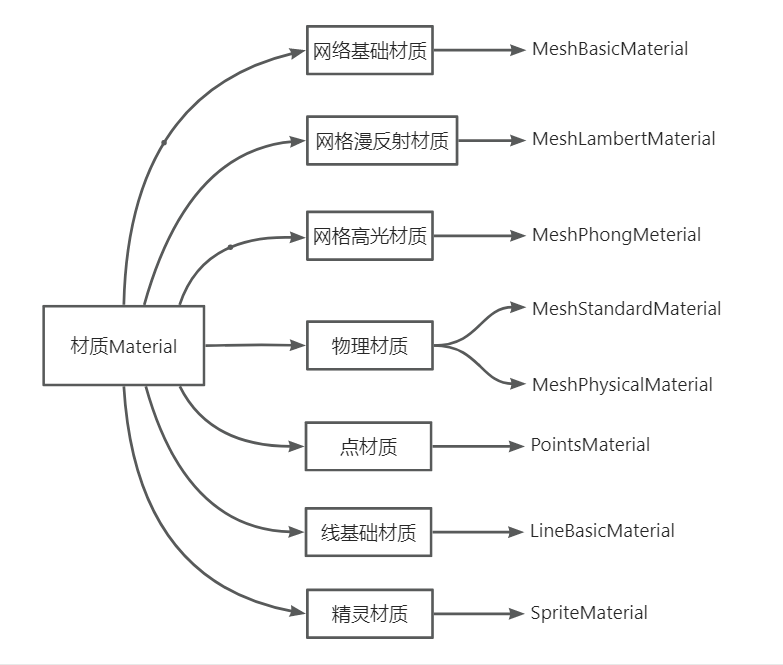 网络基础材质
MeshBasicMaterial
网格漫反射材质
MeshLambertMaterial
网格高光材质
MeshPhongMeterial
材质Material
物理材质
MeshStandardMaterial
MeshPhysicalMaterial
点材质
PointsMaterial
线基础材质
LineBasicMaterial
精灵材质
SpriteMaterial